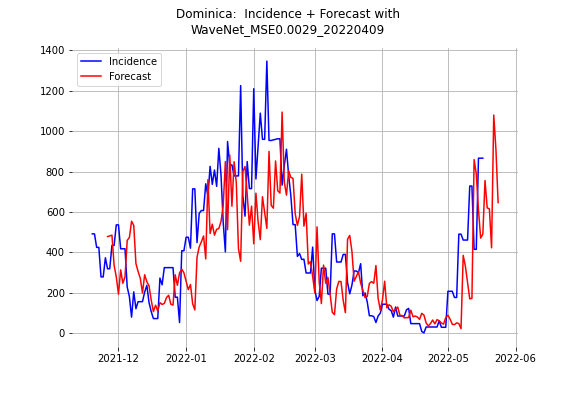 Dominica:  Incidence + Forecast with
WaveNet_MSE0.0029_20220409
Incidence
Forecast
1400
1200
1000
800
600
400
200
0
2021-12 2022-01 2022-02 2022-03 2022-04 2022-05 2022-06